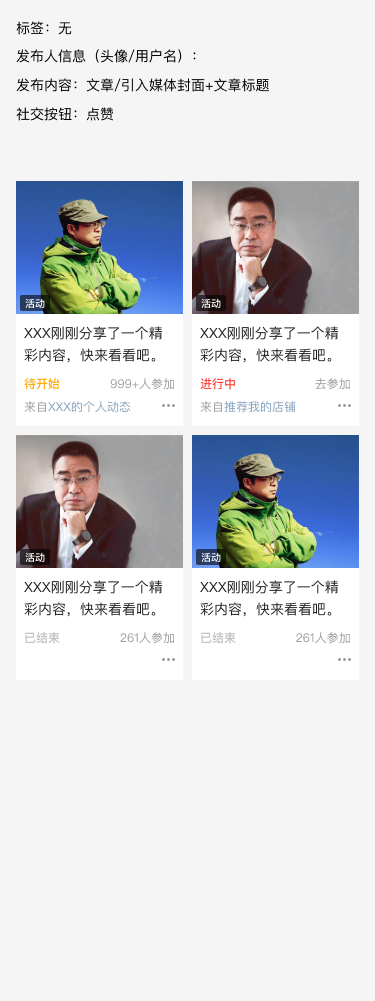 标签：无
发布人信息（头像/用户名）：
发布内容：文章/引入媒体封面+文章标题
社交按钮：点赞
活动
活动
XXX刚刚分享了一个精
彩内容，快来看看吧。
待开始 999+人参加
来自XXX的个人动态
XXX刚刚分享了一个精
彩内容，快来看看吧。
进行中 去参加
来自推荐我的店铺
活动
活动
XXX刚刚分享了一个精
彩内容，快来看看吧。
已结束 261人参加
XXX刚刚分享了一个精
彩内容，快来看看吧。
已结束 261人参加